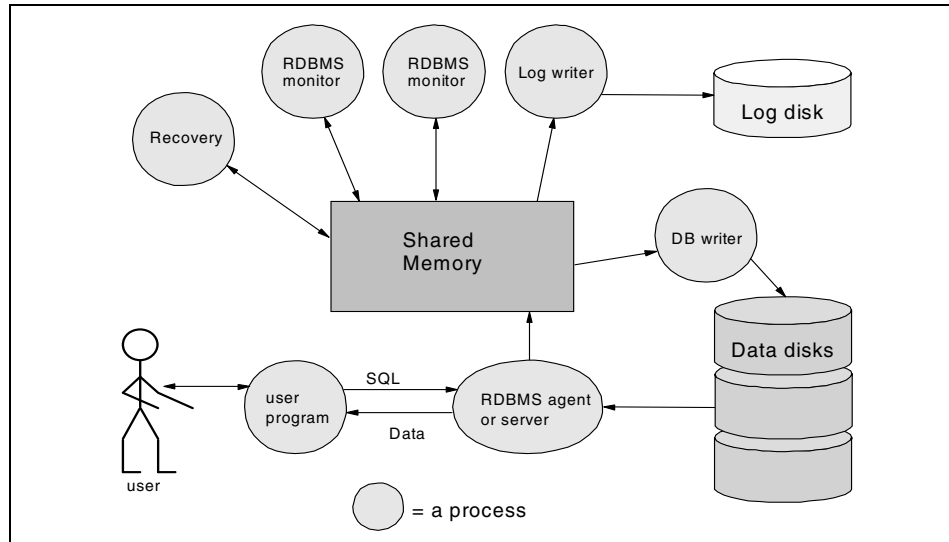 RDBMS
monitor
RDBMS
monitor
Log writer
Log disk
Recovery
Shared
Memory
DB writer
Data disks
SQL
user
program
RDBMS agent
or server
Data
user
= a process